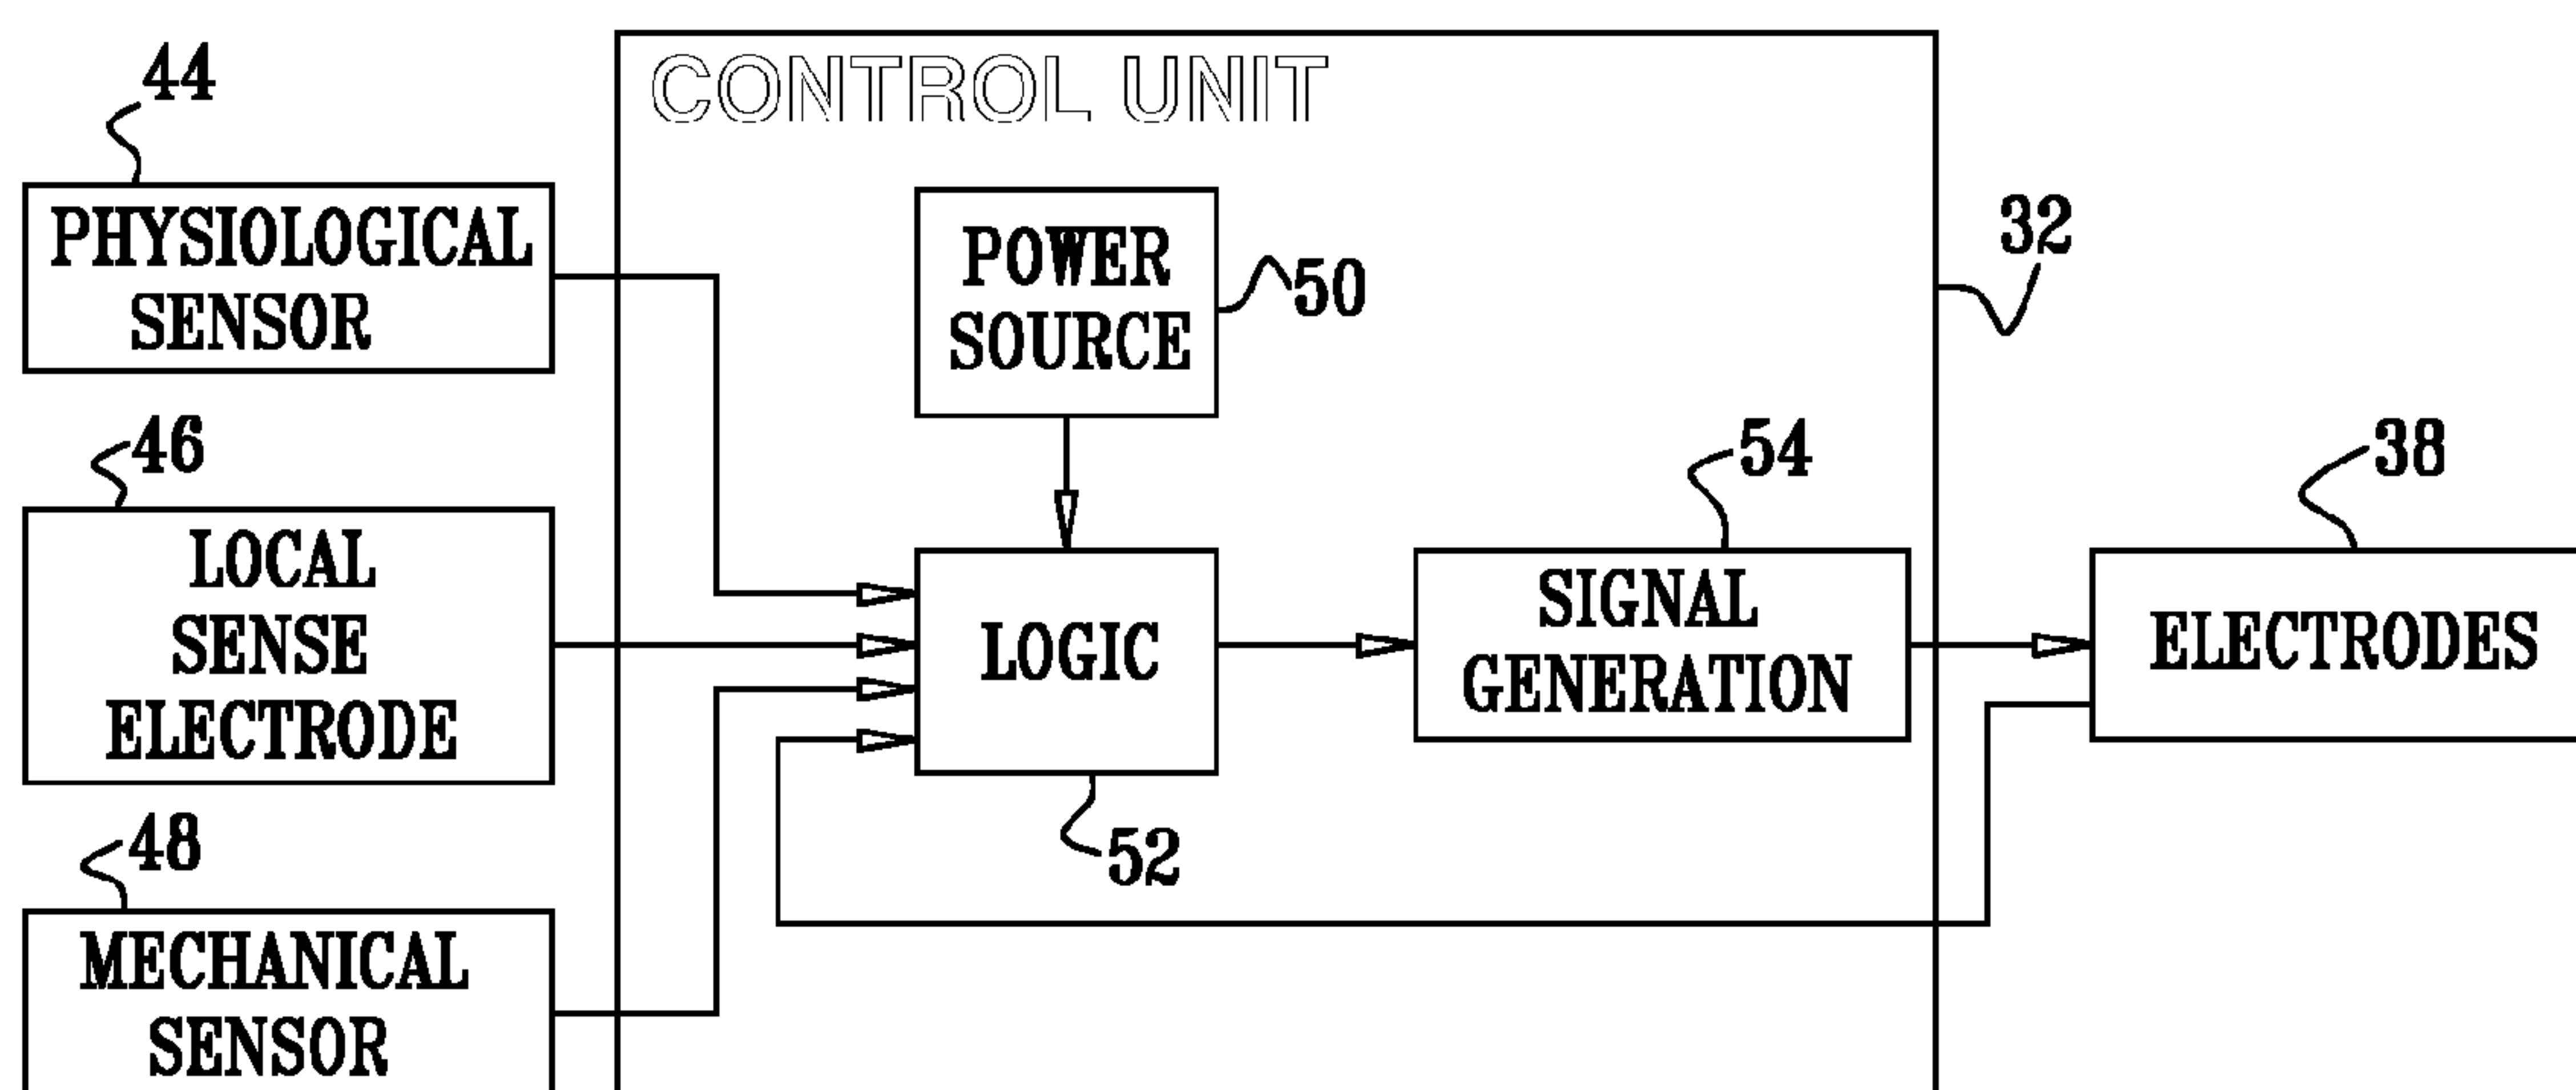 44
CONTROL UNIT
PHYSIOLOGICAL
SENSOR
POWER
SOURCE
50
32
46
LOCAL
SENSE
ELECTRODE
LOGIC
52
54
SIGNAL
GENERATION
38
ELECTRODES
48
MECHANICAL
SENSOR